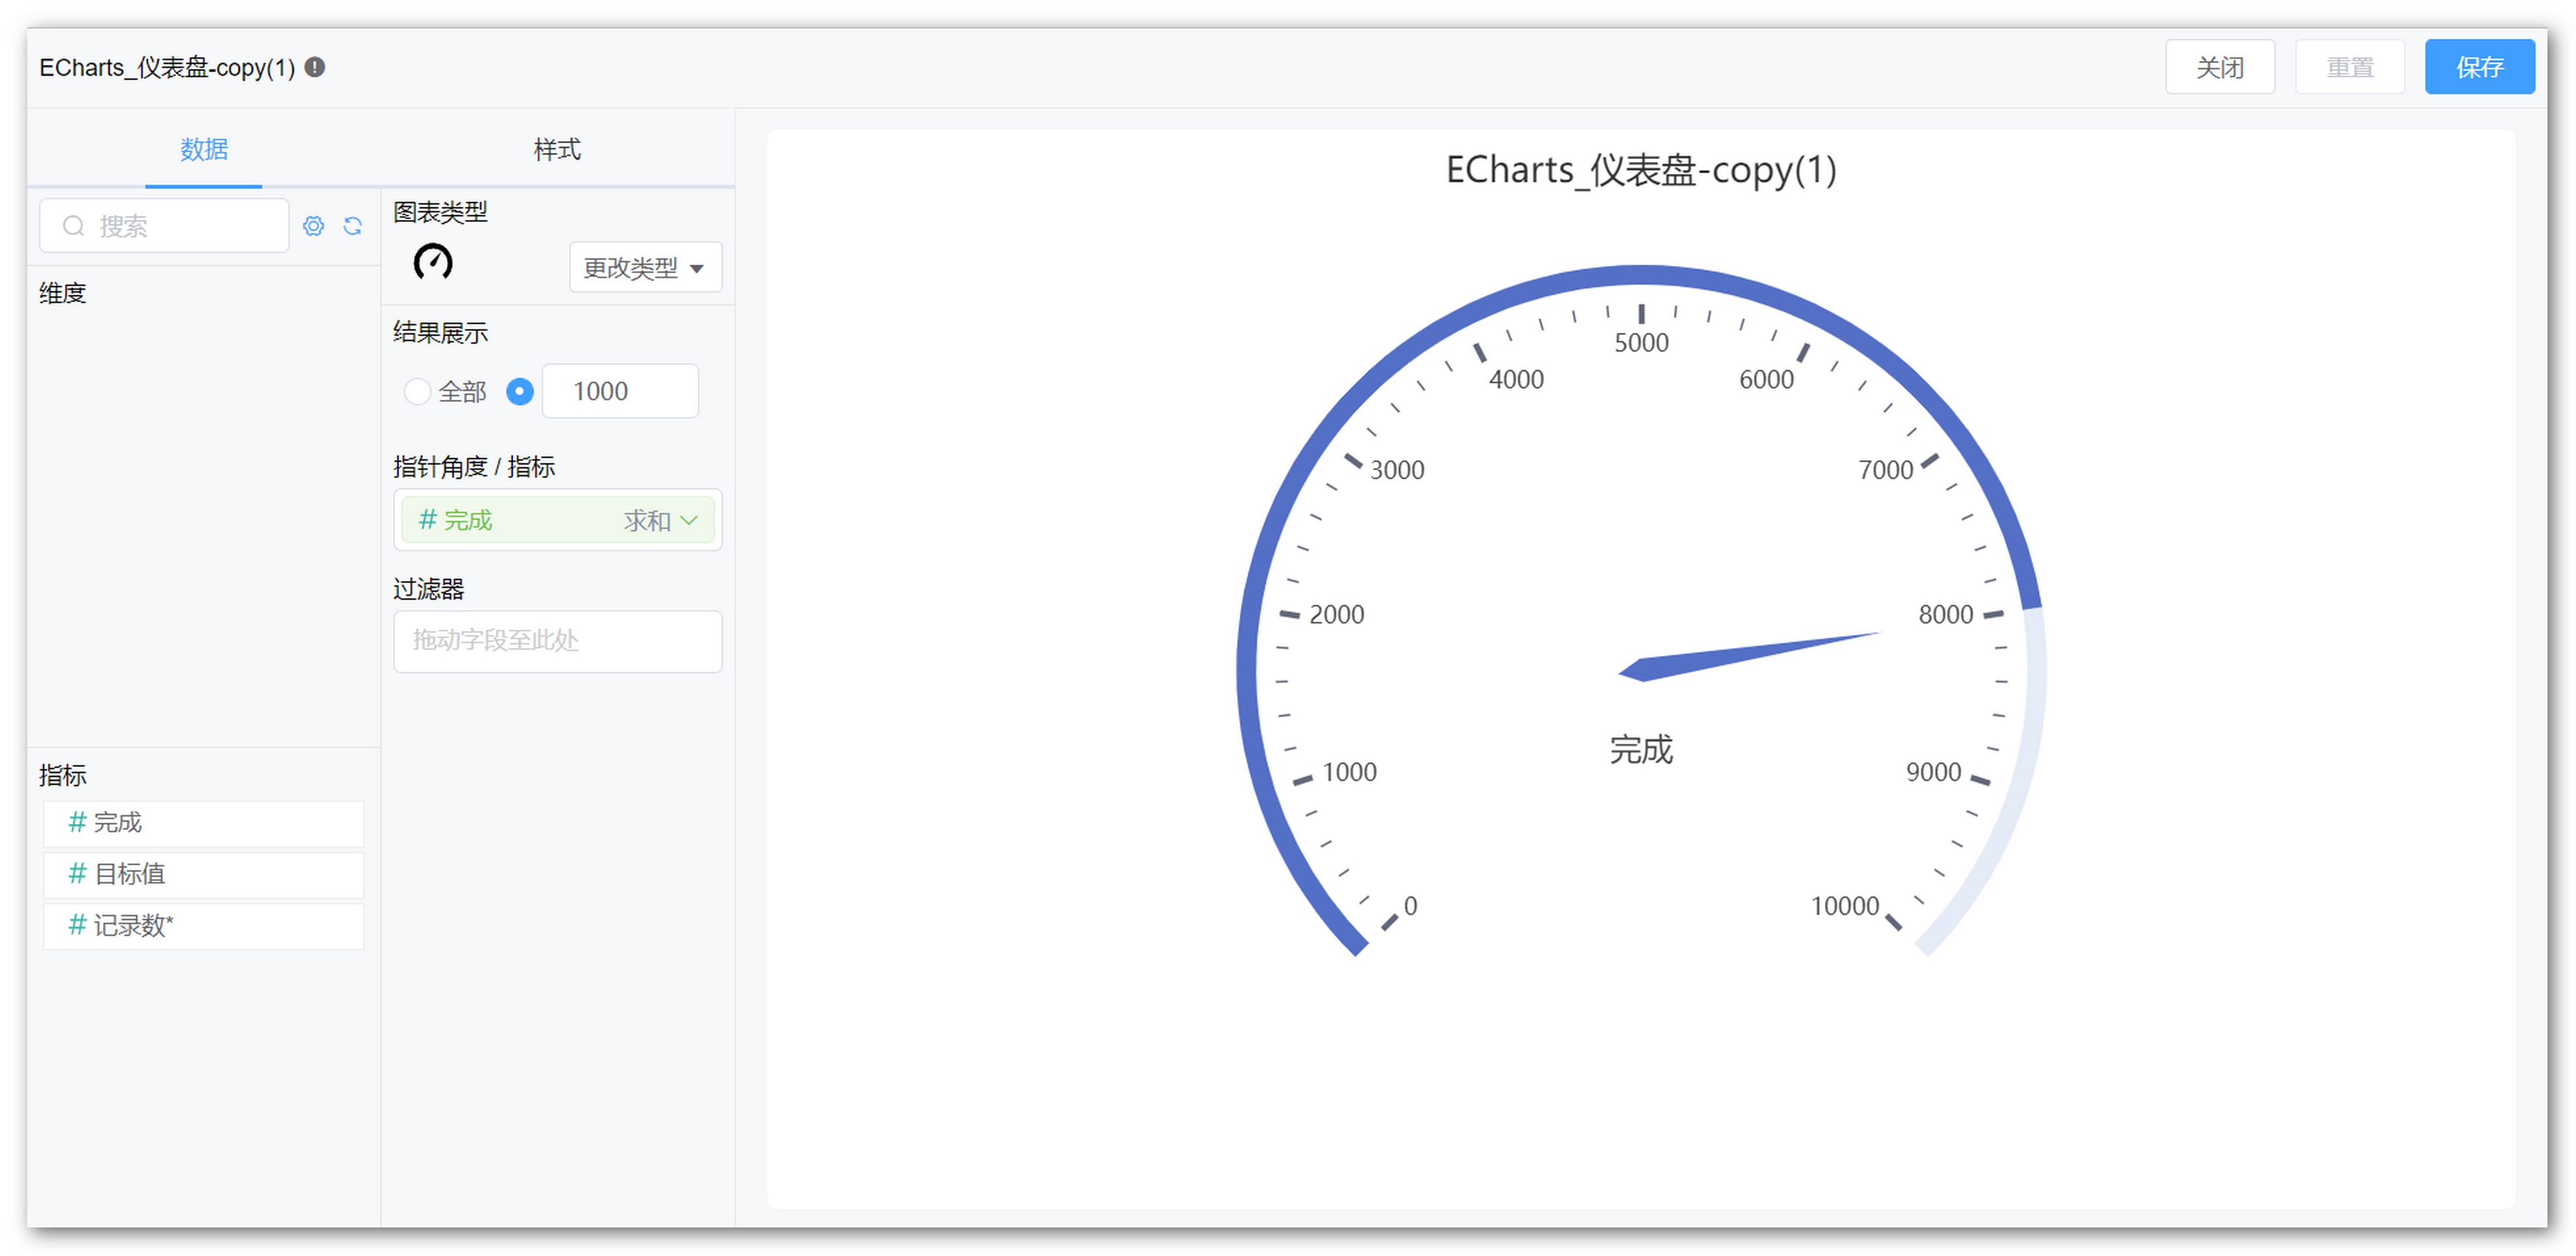 ECharts_仪表盘-copy(1)
关闭
重置
保存
数据
样式
搜索
维度
指标
# 完成
# 目标值
# 记录数*
图表类型
更改类型
结果展示
全部
1000
指针角度 / 指标
# 完成 求和
过滤器
拖动字段至此处
ECharts_仪表盘-copy(1)
0
1000
2000
3000
4000
5000
6000
7000
8000
9000
10000
完成